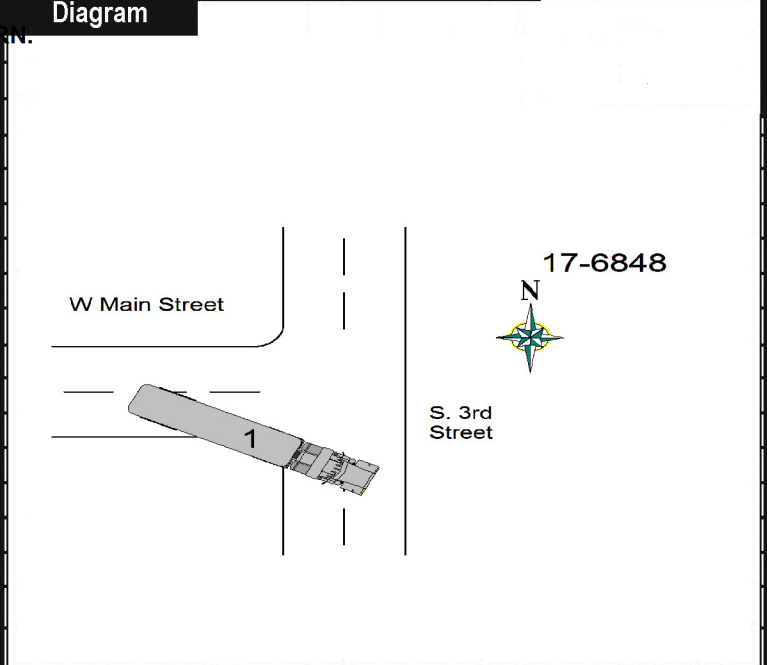 Diagram
RN.
17-6848
N
W Main Street
S. 3rd
Street
1